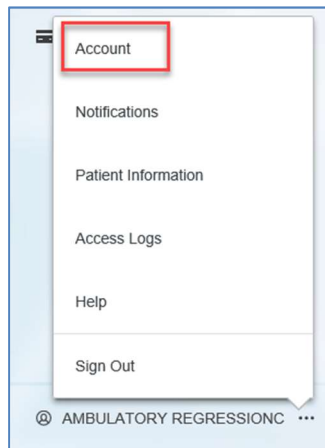 Account
Notifications
Patient Information
Access Logs
Help
Sign Out
AMBULATORY REGRESSIONC